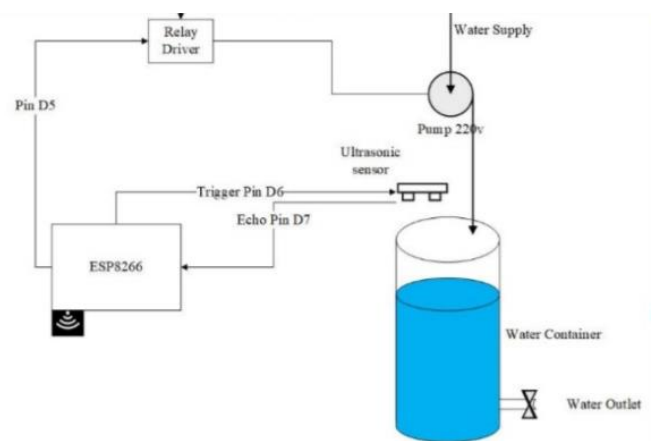 Relay
Driver
Water Supply
Pin D5
Pump 220v
Ultrasonic
sensor
Trigger Pin D6
Echo Pin D7
ESP8266
Water Container
Water Outlet